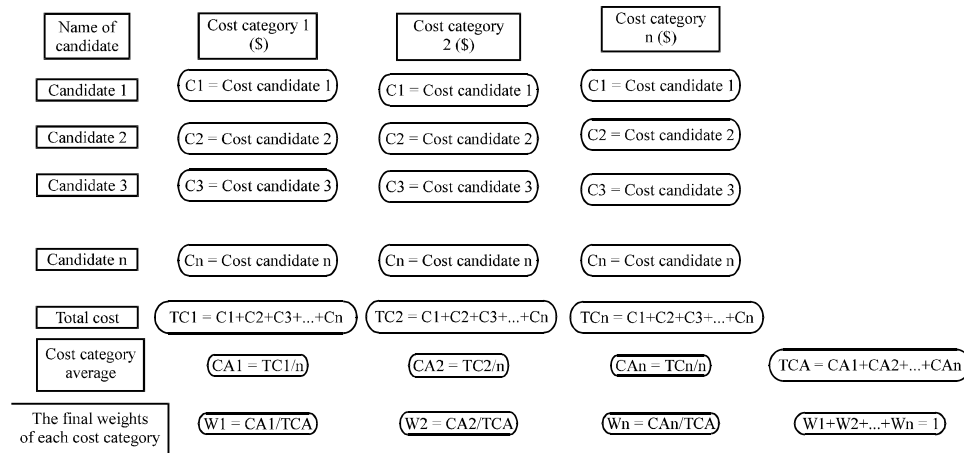 Name of
candidate
Cost category 1
($)
Cost category
2 ($)
Cost category
n ($)
Candidate 1
C1 = Cost candidate 1
C1 = Cost candidate 1
C1 = Cost candidate 1
Candidate 2
C2 = Cost candidate 2
C2 = Cost candidate 2
C2 = Cost candidate 2
Candidate 3
C3 = Cost candidate 3
C3 = Cost candidate 3
C3 = Cost candidate 3
Candidate n
Cn = Cost candidate n
Cn = Cost candidate n
Cn = Cost candidate n
Total cost
TC1 = C1+C2+C3+...+Cn
TC2 = C1+C2+C3+...+Cn
TCn = C1+C2+C3+...+Cn
Cost category
average
CA1 = TC1/n
CA2 = TC2/n
CAn = TCn/n
TCA = CA1+CA2+...+CAn
The final weights
of each cost category
W1 = CA1/TCA
W2 = CA2/TCA
Wn = CAn/TCA
W1+W2+...+Wn = 1